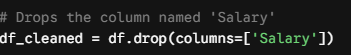 # Drops the column named 'Salary'
df_cleaned = df.drop(columns=['Salary'])